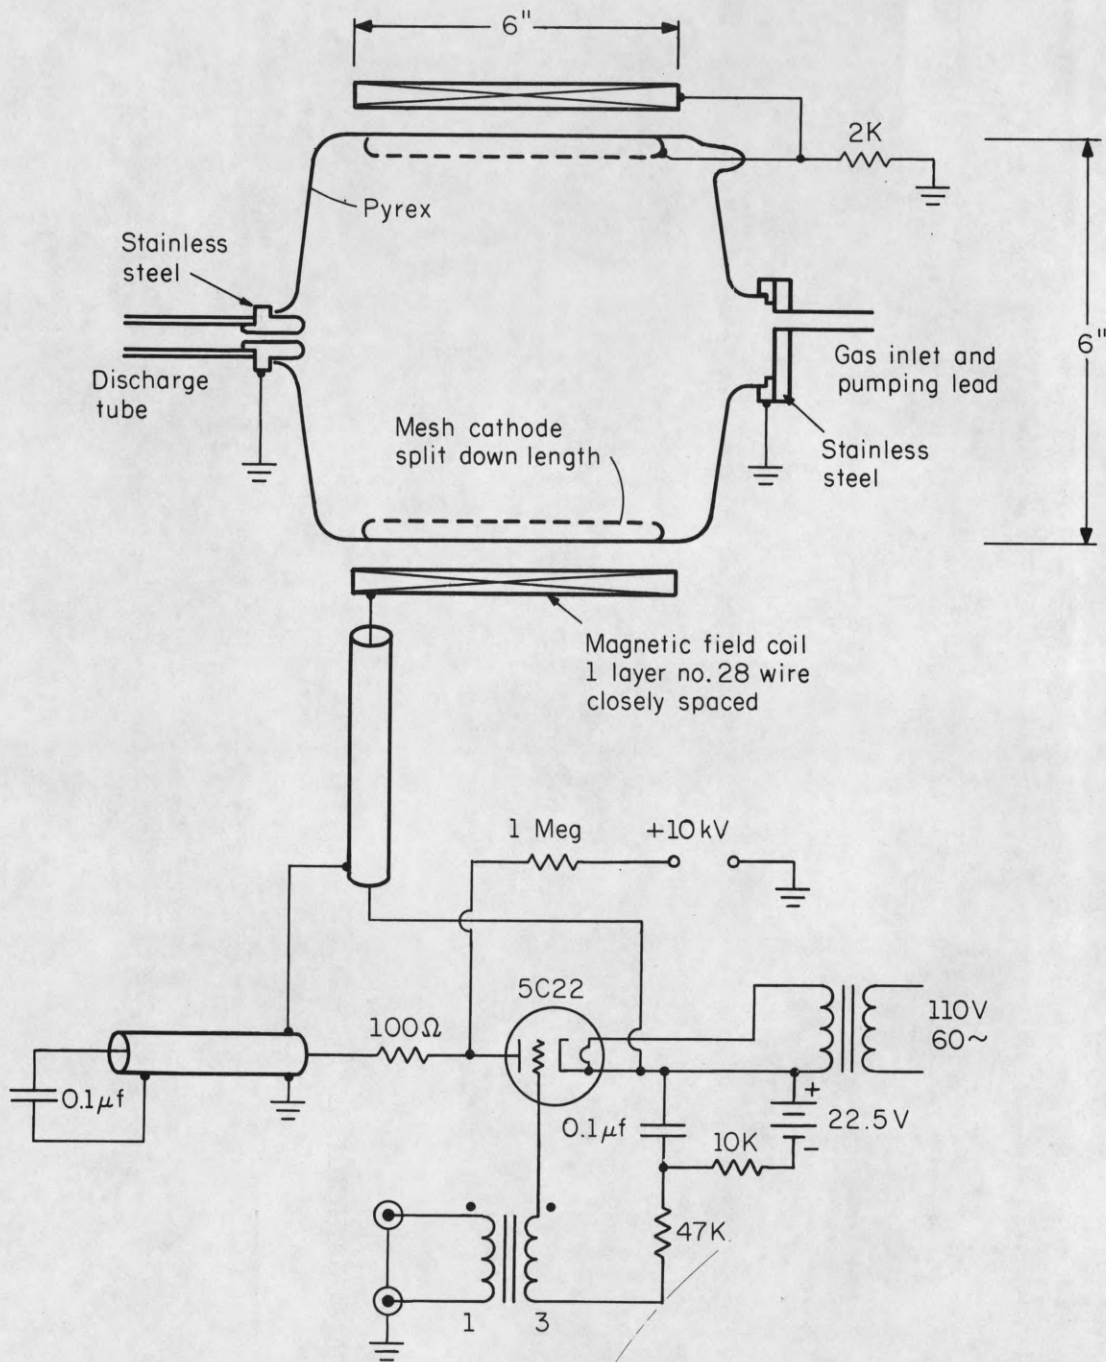 6"
2K
Pyrex
Stainless
steel
6"
Discharge
tube
Gas inlet and
pumping lead
Mesh cathode
split down length
Stainless
steel
Magnetic field coil
1 layer no. 28 wire
closely spaced
1 Meg
+10kV
5C22
100Ω
110V
60~
0.1μf
+
22.5V
0.1μf
10K
-
47K
1
3